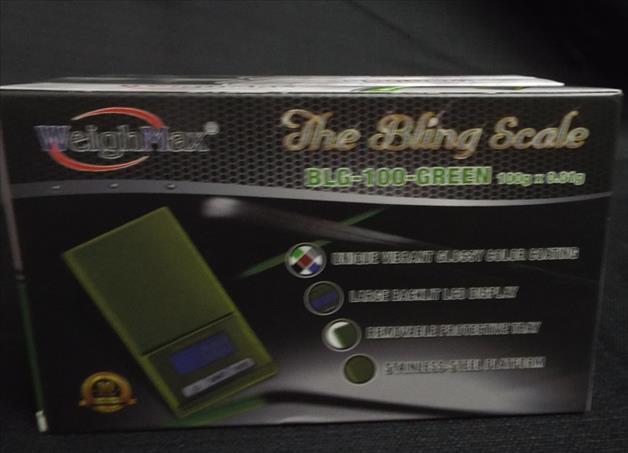 WeighMax®
The Bling Scale
BLG-100-GREEN 100g x 0.01g
UNIQUE VIBRANT GLOSSY COLOR COATING
LARGE BACKLIT LCD DISPLAY
REMOVABLE PROTECTIVE TRAY
STAINLESS STEEL PLATFORM